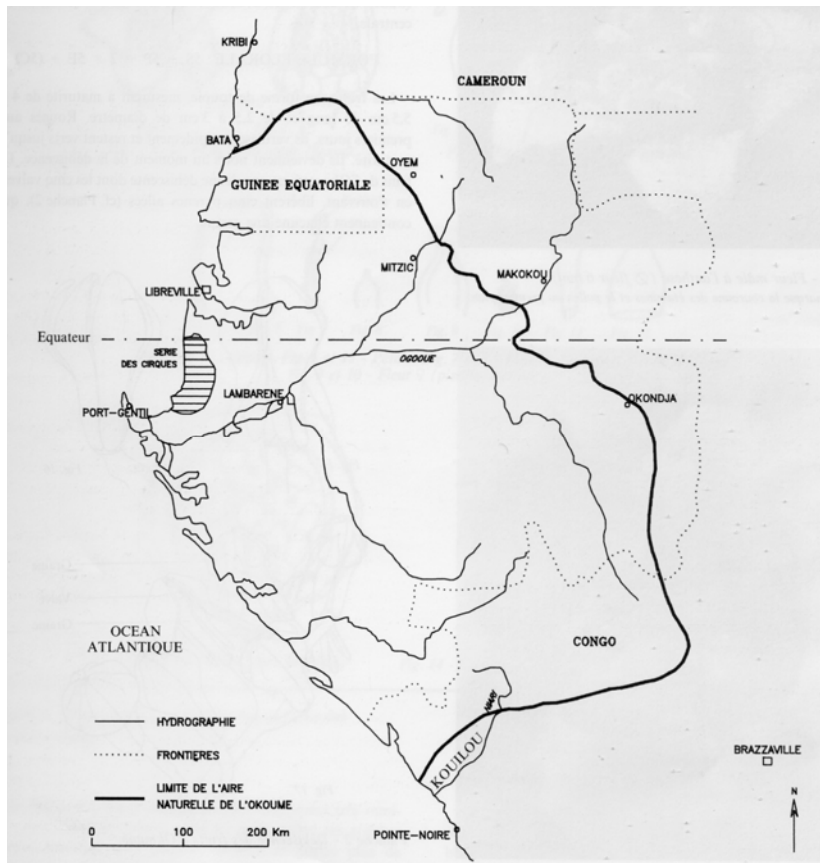 KRIBI
CAMEROUN
BATA
OYEM
GUINEE EQUATORIALE
MITZIC
MAKOKOU
LIBREVILLE
Equateur
SERIE
DES CIRQUES
OGOOUE
LAMBARENE
OKONDJA
PORT-GENTIL
OCEAN
ATLANTIQUE
CONGO
NIARI
KOUILOU
HYDROGRAPHIE
FRONTIERES
LIMITE DE L'AIRE
NATURELLE DE L'OKOUME
BRAZZAVILLE
N
0 100 200 Km
POINTE-NOIRE